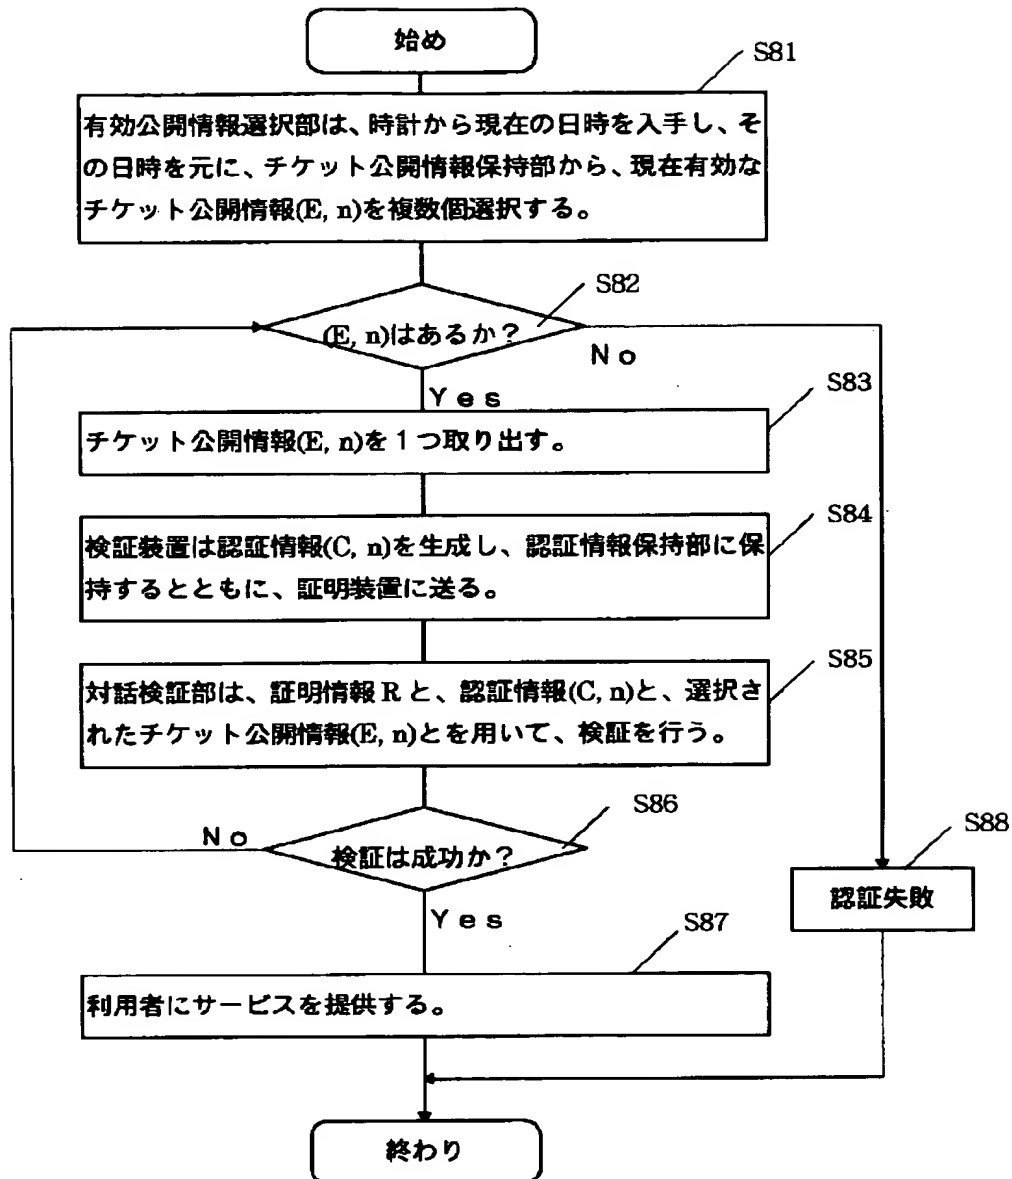 始め
S81
有効公開情報選択部は、時計から現在の日時を入手し、そ
の日時を元に、チケット公開情報保持部から、現在有効な
チケット公開情報(E, n)を複数個選択する。
S82
(E, n)はあるか？
No
Yes
S83
チケット公開情報(E, n)を１つ取り出す。
S84
検証装置は認証情報(C, n)を生成し、認証情報保持部に保
持するとともに、証明装置に送る。
S85
対話検証部は、証明情報 R と、認証情報(C, n)と、選択さ
れたチケット公開情報(E, n)とを用いて、検証を行う。
S86
No
検証は成功か？
S88
認証失敗
Yes
S87
利用者にサービスを提供する。
終わり